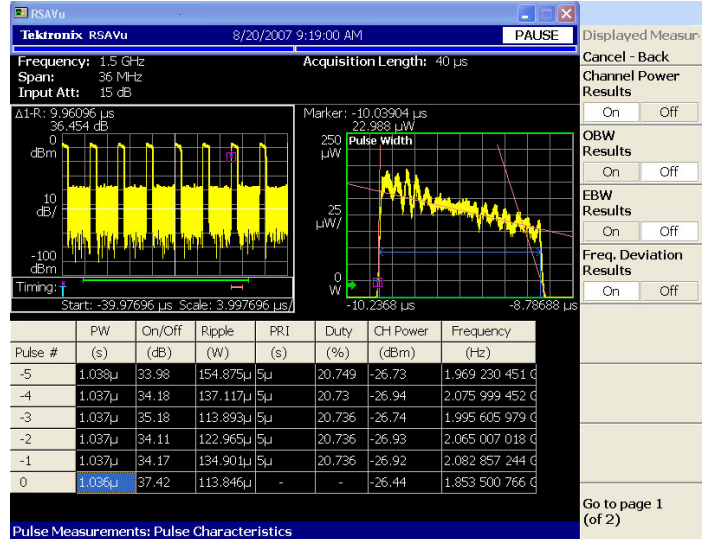 RSAVu
Tektronix RSAVu 8/20/2007 9:19:00 AM PAUSE
Frequency: 1.5 GHz Acquisition Length: 40 µs
Span: 36 MHz
Input Att: 15 dB
Δ1-R: 9.96096 µs
36.454 dB
0
dBm
10
dB/
-100
dBm
Timing:
Start: -39.97696 µs Scale: 3.997696 µs/
Marker: -10.03904 µs
22.988 µW
250
µW
Pulse Width
25
µW/
0
W
-10.2368 µs -8.78688 µs
PW On/Off Ripple PRI Duty CH Power Frequency
Pulse # (s) (dB) (W) (s) (%) (dBm) (Hz)
-5 1.038µ 33.98 154.875µ 5µ 20.749 -26.73 1.969 230 451 G
-4 1.037µ 34.18 137.117µ 5µ 20.73 -26.94 2.075 999 452 G
-3 1.037µ 35.18 113.893µ 5µ 20.736 -26.74 1.995 605 979 G
-2 1.037µ 34.11 122.965µ 5µ 20.736 -26.93 2.065 007 018 G
-1 1.037µ 34.17 134.901µ 5µ 20.736 -26.92 2.082 857 244 G
0 1.036µ 37.42 113.846µ - - -26.44 1.853 500 766 G
Pulse Measurements: Pulse Characteristics
Displayed Measur
Cancel - Back
Channel Power
Results
On Off
OBW
Results
On Off
EBW
Results
On Off
Freq. Deviation
Results
On Off
Go to page 1
(of 2)